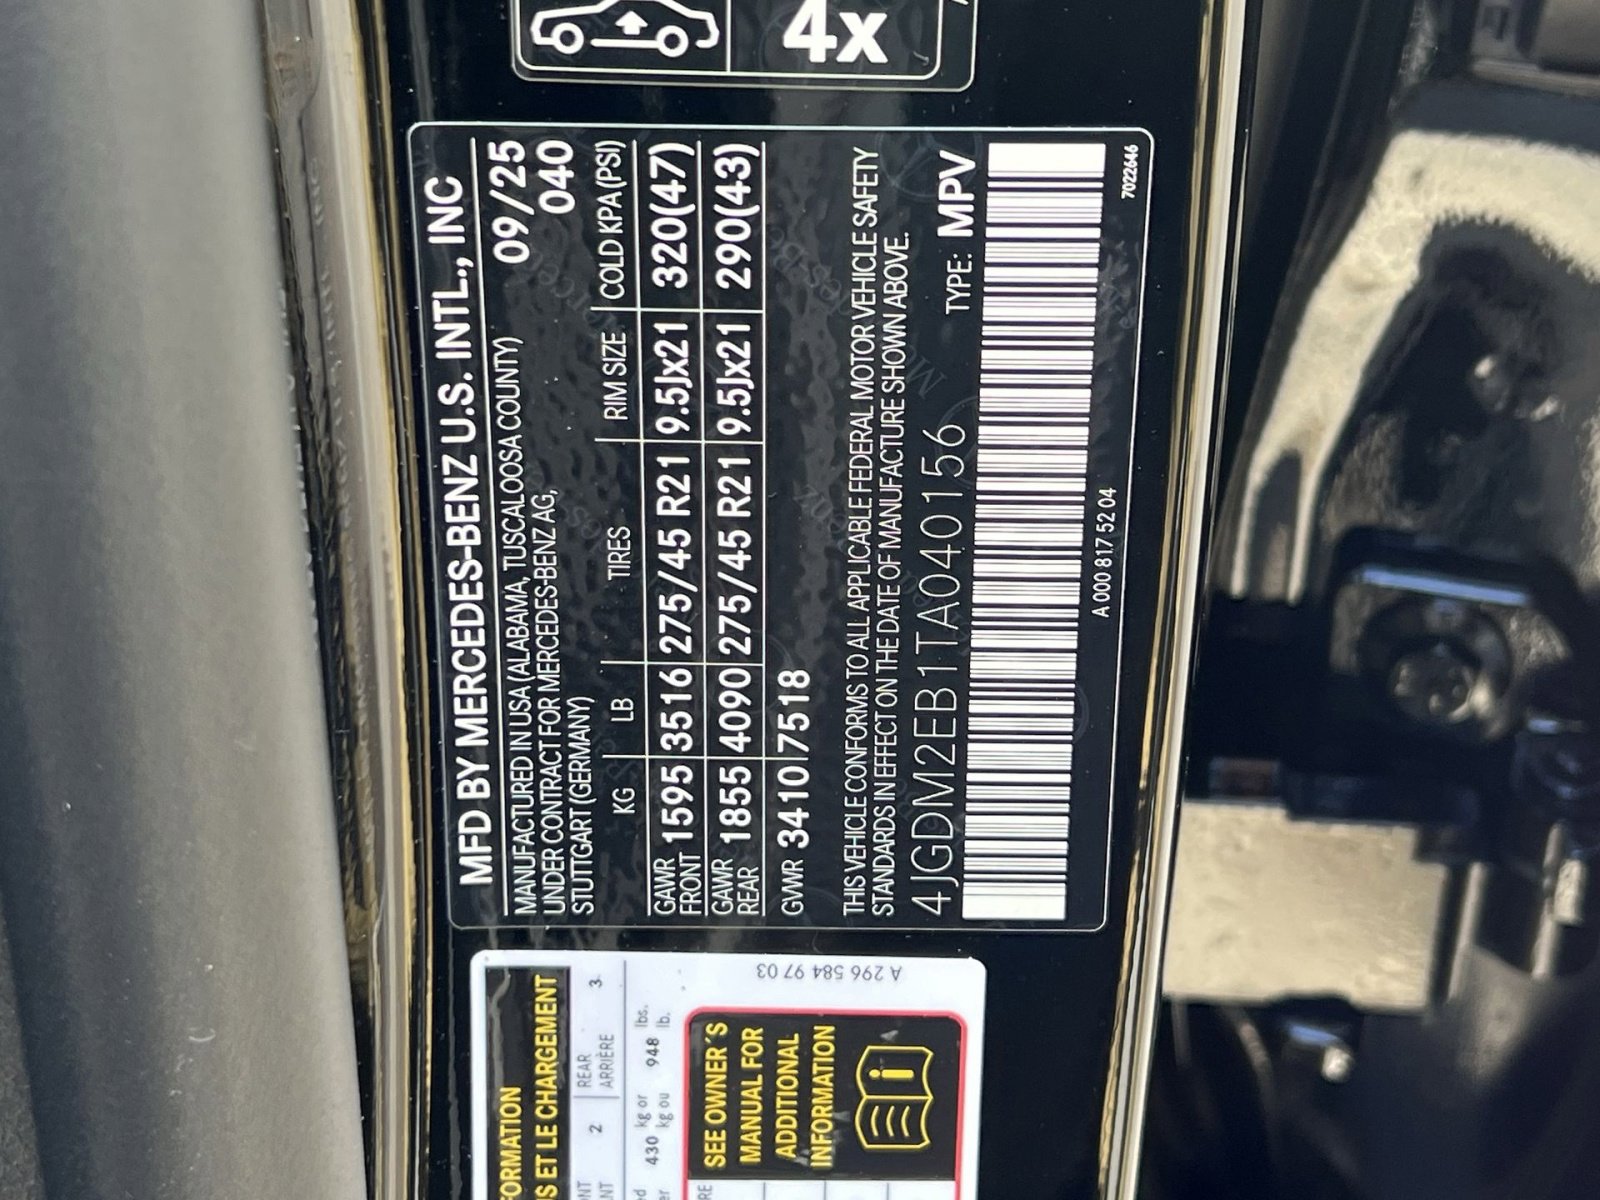 4x
MFD BY MERCEDES-BENZ U.S. INTL., INC
MANUFACTURED IN USA (ALABAMA, TUSCALOOSA COUNTY) 09/25
UNDER CONTRACT FOR MERCEDES-BENZ AG, 040
STUTTGART (GERMANY)
KG LB TIRES RIM SIZE COLD KPA (PSI)
GAWR FRONT 1595 3516 275/45 R21 9.5Jx21 320(47)
GAWR REAR 1855 4090 275/45 R21 9.5Jx21 290(43)
GVWR 3410 7518
THIS VEHICLE CONFORMS TO ALL APPLICABLE FEDERAL MOTOR VEHICLE SAFETY
STANDARDS IN EFFECT ON THE DATE OF MANUFACTURE SHOWN ABOVE.
4JGDM2EB1TA040156 TYPE: MPV
A 000 817 52 04
7022646
ORMATION
S ET LE CHARGEMENT
2 REAR 3
ARRIÈRE
430 kg or 948 lbs.
kg ou lb.
SEE OWNER´S
MANUAL FOR
ADDITIONAL
INFORMATION
A 296 584 97 03